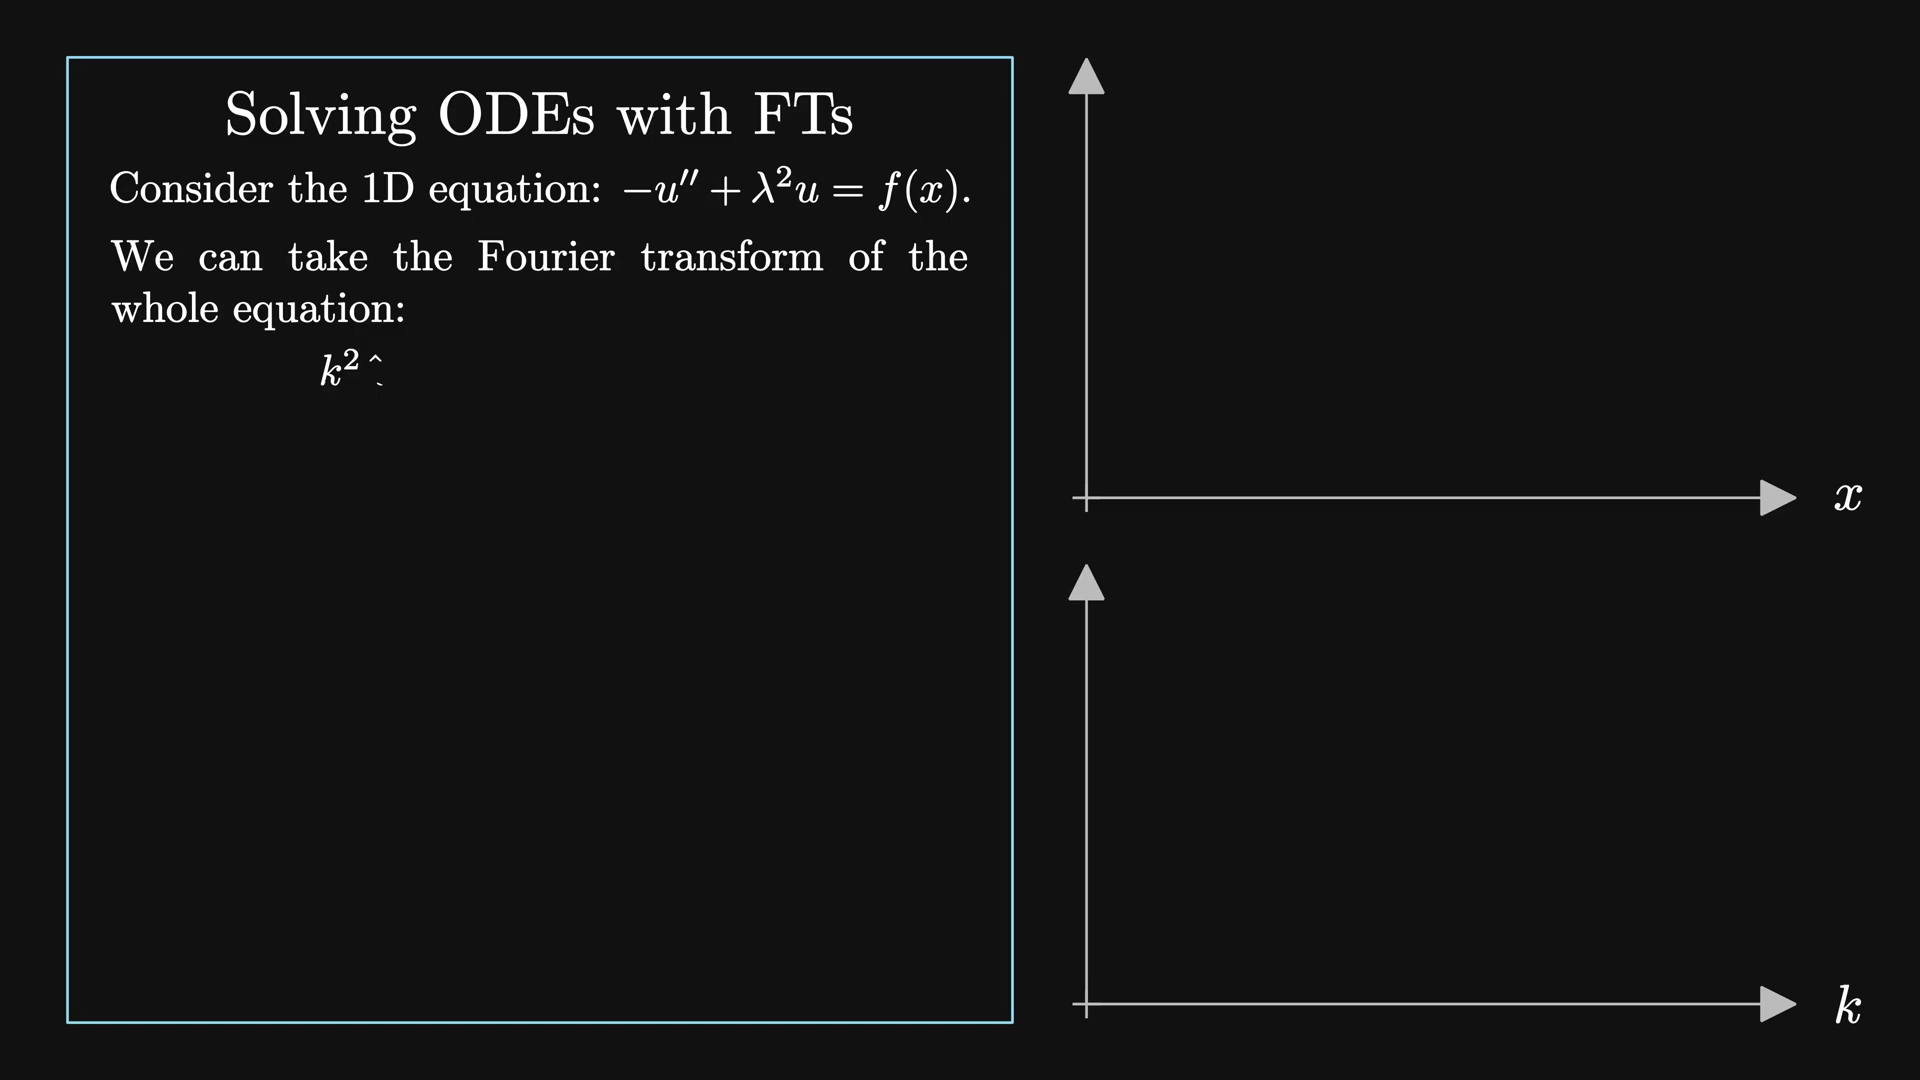 Solving ODEs with FTs
Consider the 1D equation: −u″ + λ²u = f(x).
We can take the Fourier transform of the
whole equation:
k²
x
k